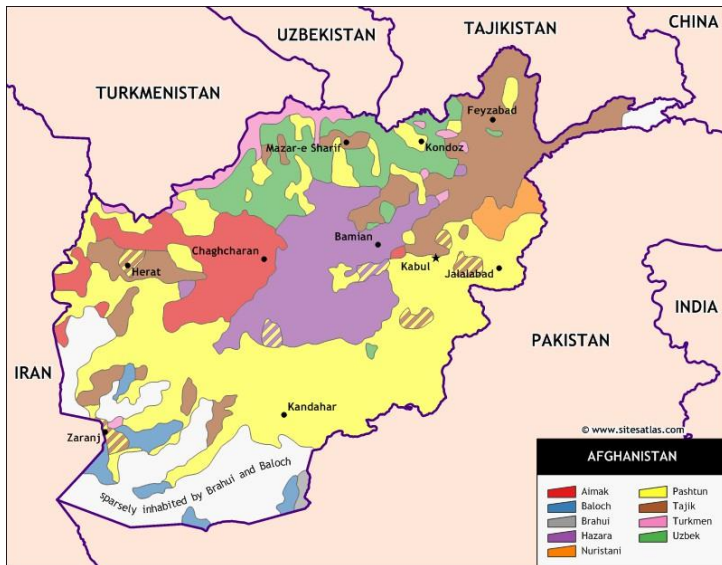 CHINA
UZBEKISTAN
TAJIKISTAN
TURKMENISTAN
Feyzabad
Mazar-e Sharif
Kondoz
Bamian
Chaghcharan
Herat
Kabul
Jalalabad
INDIA
PAKISTAN
IRAN
Kandahar
Zaranj
© www.sitesatlas.com
sparsely inhabited by Brahui and Baloch
AFGHANISTAN
Aimak
Baloch
Brahui
Hazara
Nuristani
Pashtun
Tajik
Turkmen
Uzbek